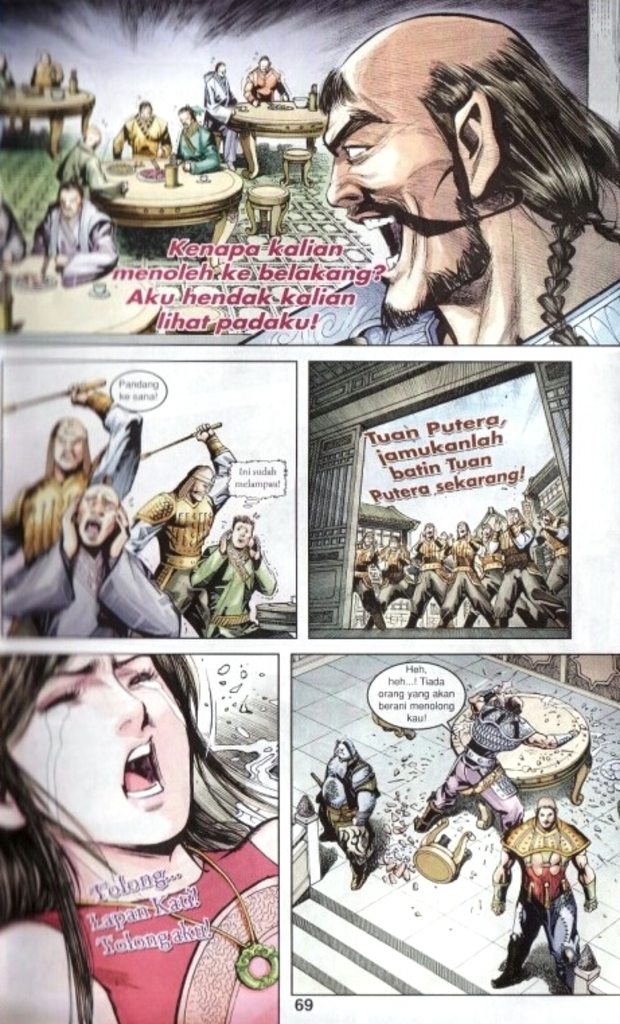 Kenapa kalian
menoleh ke belakang?
Aku hendak kalian
lihat padaku!
Pandang
ke sana!
Ini sudah
melampau!
Tuan Putera,
jamukanlah
batin Tuan
Putera sekarang!
Tolong...
Lapan Kati!
Tolong aku!
Heh,
heh...! Tiada
orang yang akan
berani menolong
kau!
69